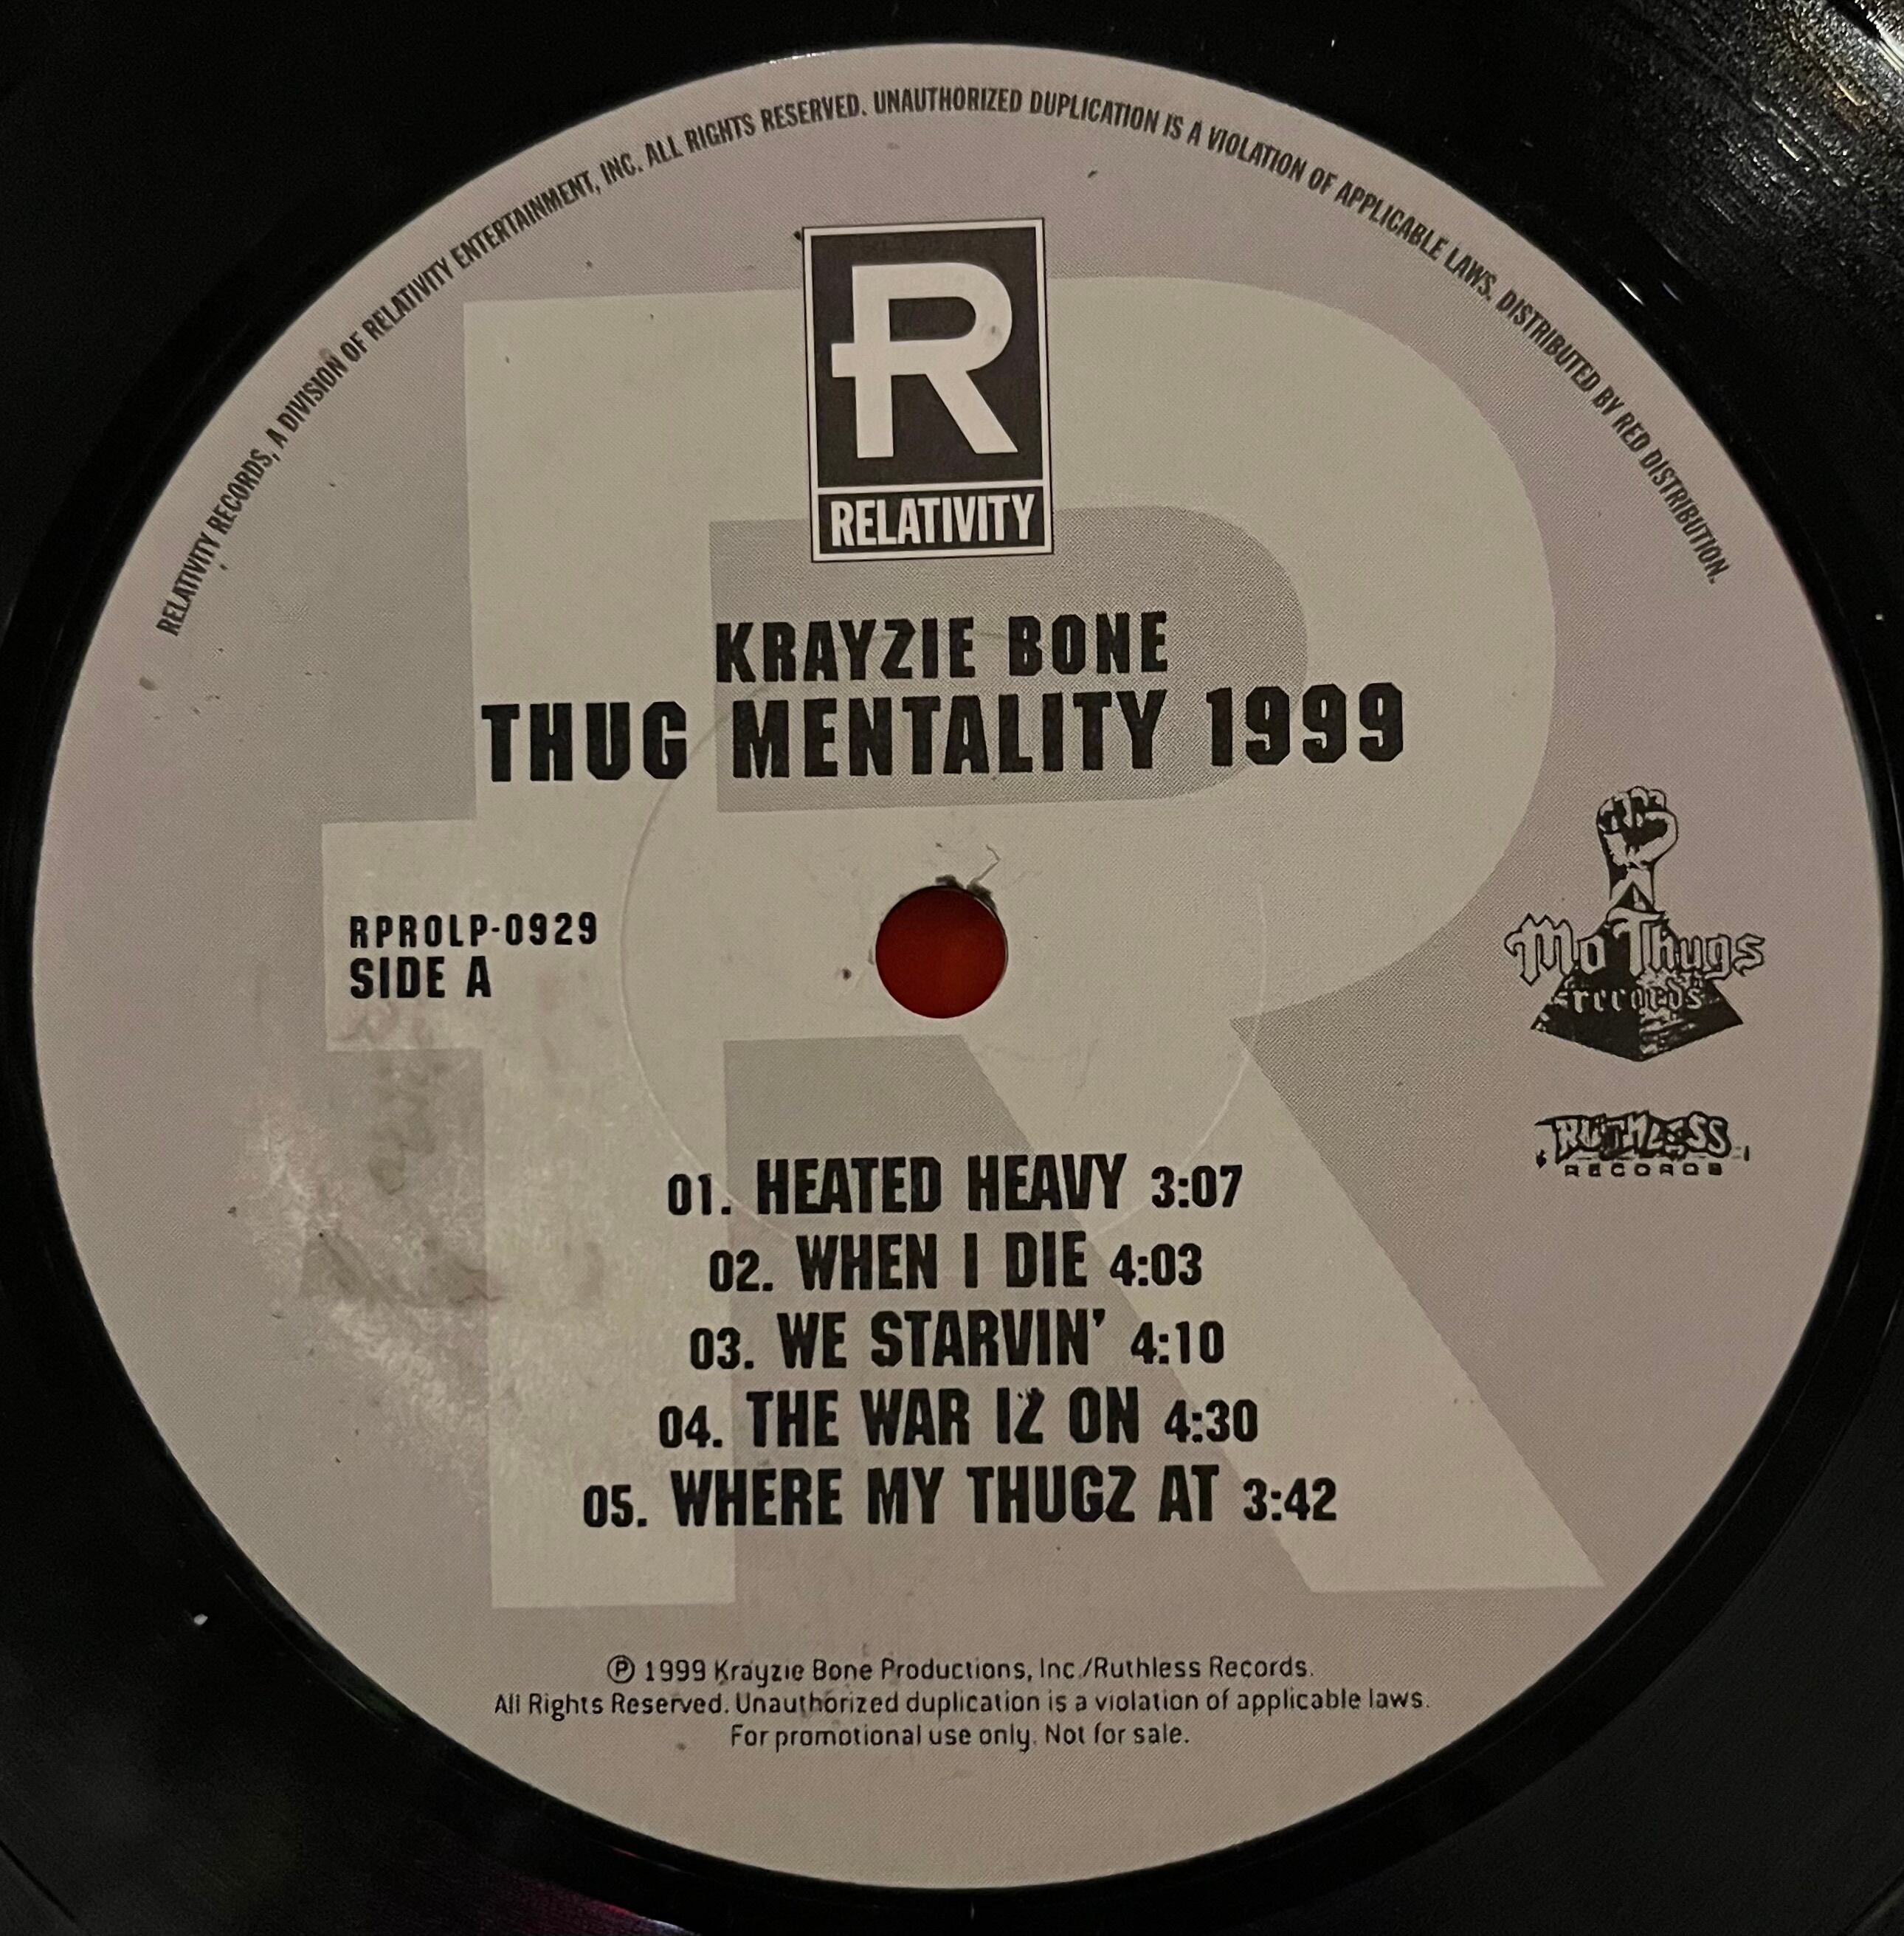 RELATIVITY RECORDS, A DIVISION OF RELATIVITY ENTERTAINMENT, INC. ALL RIGHTS RESERVED. UNAUTHORIZED DUPLICATION IS A VIOLATION OF APPLICABLE LAWS. DISTRIBUTED BY RED DISTRIBUTION.
R
RELATIVITY
KRAYZIE BONE
THUG MENTALITY 1999
RPROLP-0929
SIDE A
Mo Thugs
records
RUTHLESS
RECORDS
01. HEATED HEAVY 3:07
02. WHEN I DIE 4:03
03. WE STARVIN' 4:10
04. THE WAR IZ ON 4:30
05. WHERE MY THUGZ AT 3:42
℗ 1999 Krayzie Bone Productions, Inc./Ruthless Records.
All Rights Reserved. Unauthorized duplication is a violation of applicable laws.
For promotional use only. Not for sale.